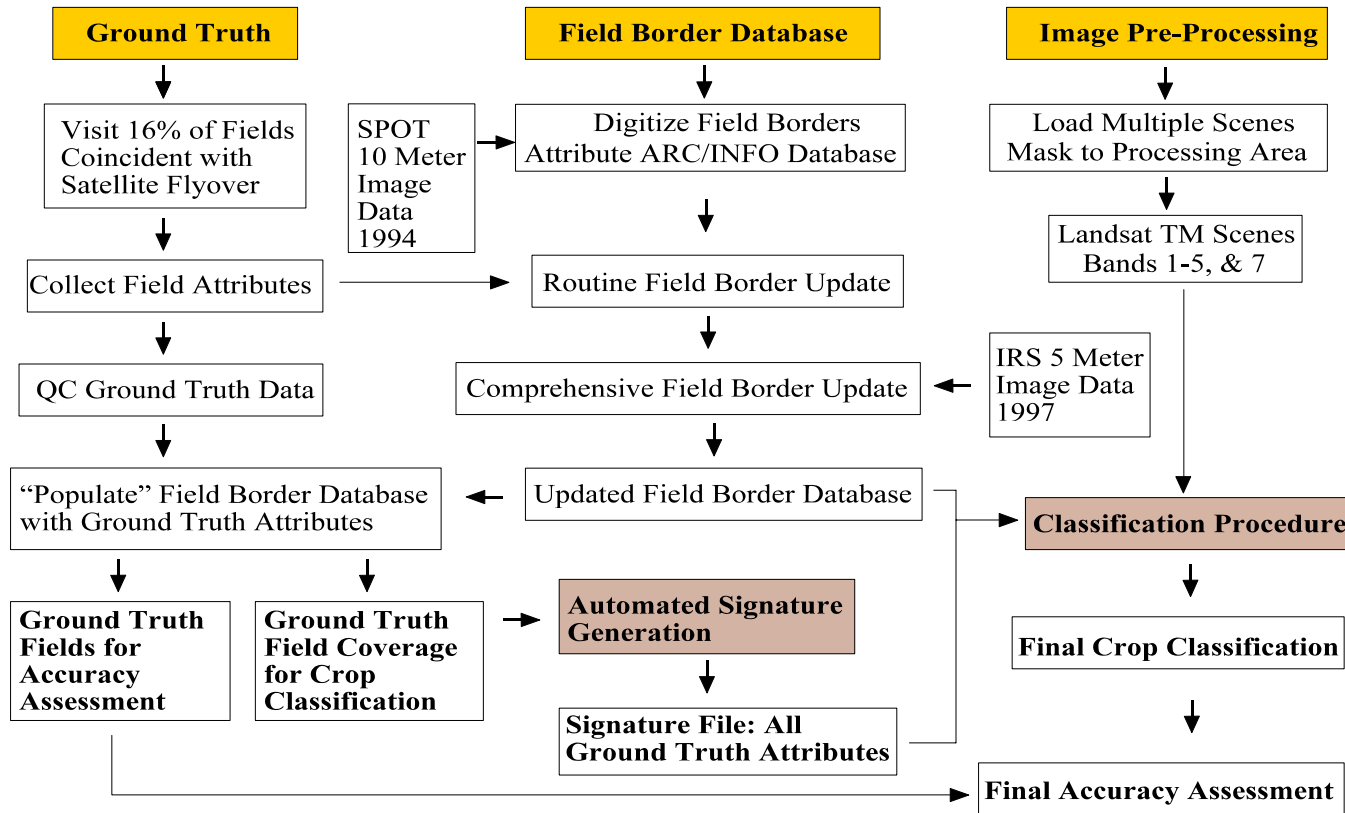 Ground Truth
Field Border Database
Image Pre-Processing
Visit 16% of Fields
Coincident with
Satellite Flyover
SPOT
10 Meter
Image
Data
1994
Digitize Field Borders
Attribute ARC/INFO Database
Load Multiple Scenes
Mask to Processing Area
Landsat TM Scenes
Bands 1-5, & 7
Collect Field Attributes
Routine Field Border Update
QC Ground Truth Data
Comprehensive Field Border Update
IRS 5 Meter
Image Data
1997
“Populate” Field Border Database
with Ground Truth Attributes
Updated Field Border Database
Classification Procedure
Ground Truth
Fields for
Accuracy
Assessment
Ground Truth
Field Coverage
for Crop
Classification
Automated Signature
Generation
Final Crop Classification
Signature File: All
Ground Truth Attributes
Final Accuracy Assessment